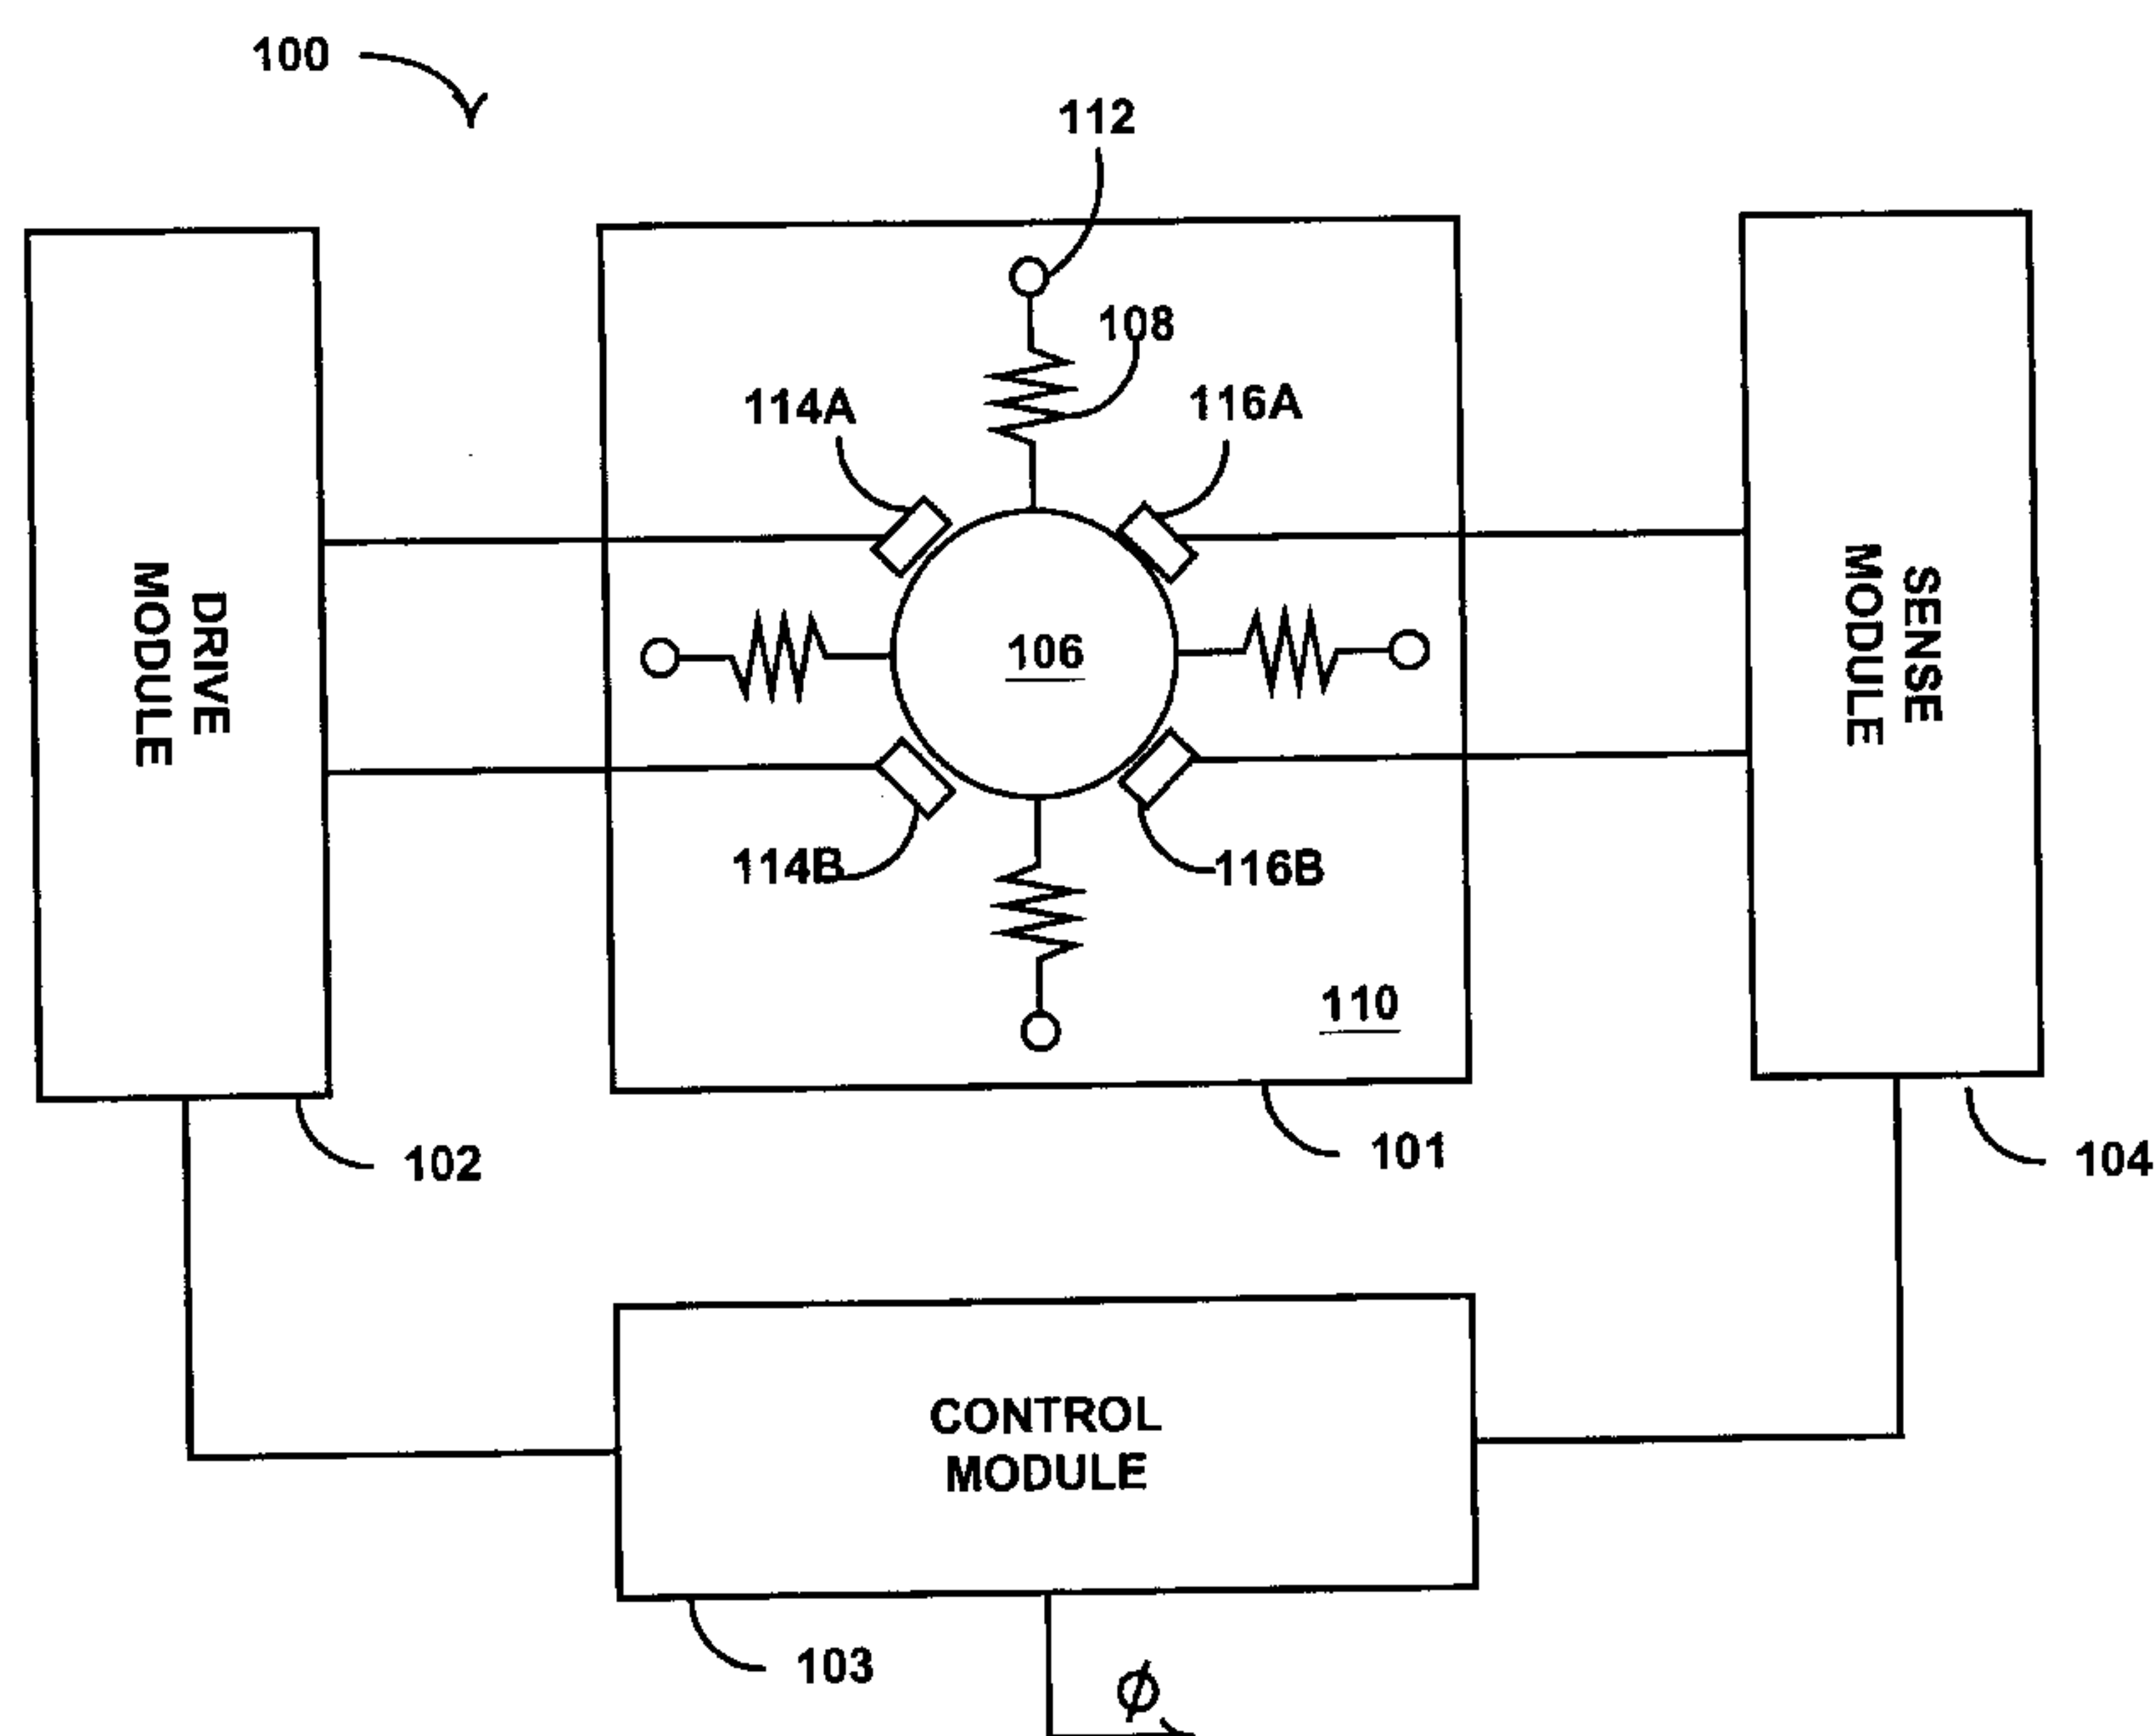 100
112
108
114A
116A
DRIVE
MODULE
106
SENSE
MODULE
114B
116B
110
102
101
104
CONTROL
MODULE
103
ϕ